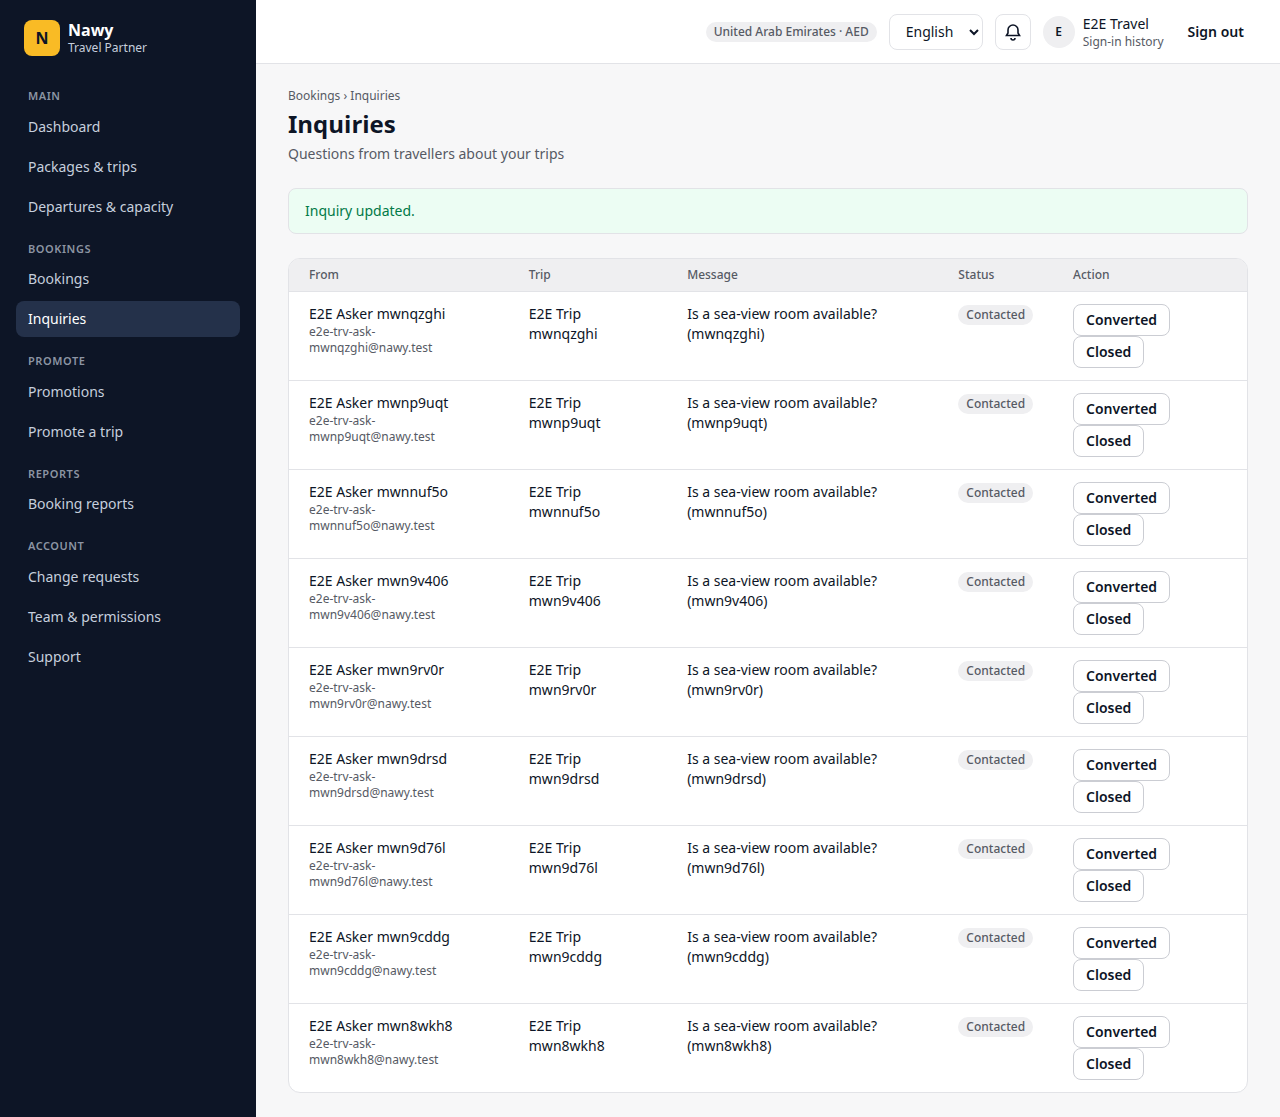 N
Nawy
Travel Partner
MAIN
Dashboard
Packages & trips
Departures & capacity
BOOKINGS
Bookings
Inquiries
PROMOTE
Promotions
Promote a trip
REPORTS
Booking reports
ACCOUNT
Change requests
Team & permissions
Support
United Arab Emirates · AED
English
E
E2E Travel
Sign-in history
Sign out
Bookings › Inquiries
Inquiries
Questions from travellers about your trips
Inquiry updated.
From Trip Message Status Action
E2E Asker mwnqzghi
e2e-trv-ask-
mwnqzghi@nawy.test
E2E Trip
mwnqzghi
Is a sea-view room available?
(mwnqzghi)
Contacted
Converted
Closed
E2E Asker mwnp9uqt
e2e-trv-ask-
mwnp9uqt@nawy.test
E2E Trip
mwnp9uqt
Is a sea-view room available?
(mwnp9uqt)
Contacted
Converted
Closed
E2E Asker mwnnuf5o
e2e-trv-ask-
mwnnuf5o@nawy.test
E2E Trip
mwnnuf5o
Is a sea-view room available?
(mwnnuf5o)
Contacted
Converted
Closed
E2E Asker mwn9v406
e2e-trv-ask-
mwn9v406@nawy.test
E2E Trip
mwn9v406
Is a sea-view room available?
(mwn9v406)
Contacted
Converted
Closed
E2E Asker mwn9rv0r
e2e-trv-ask-
mwn9rv0r@nawy.test
E2E Trip
mwn9rv0r
Is a sea-view room available?
(mwn9rv0r)
Contacted
Converted
Closed
E2E Asker mwn9drsd
e2e-trv-ask-
mwn9drsd@nawy.test
E2E Trip
mwn9drsd
Is a sea-view room available?
(mwn9drsd)
Contacted
Converted
Closed
E2E Asker mwn9d76l
e2e-trv-ask-
mwn9d76l@nawy.test
E2E Trip
mwn9d76l
Is a sea-view room available?
(mwn9d76l)
Contacted
Converted
Closed
E2E Asker mwn9cddg
e2e-trv-ask-
mwn9cddg@nawy.test
E2E Trip
mwn9cddg
Is a sea-view room available?
(mwn9cddg)
Contacted
Converted
Closed
E2E Asker mwn8wkh8
e2e-trv-ask-
mwn8wkh8@nawy.test
E2E Trip
mwn8wkh8
Is a sea-view room available?
(mwn8wkh8)
Contacted
Converted
Closed